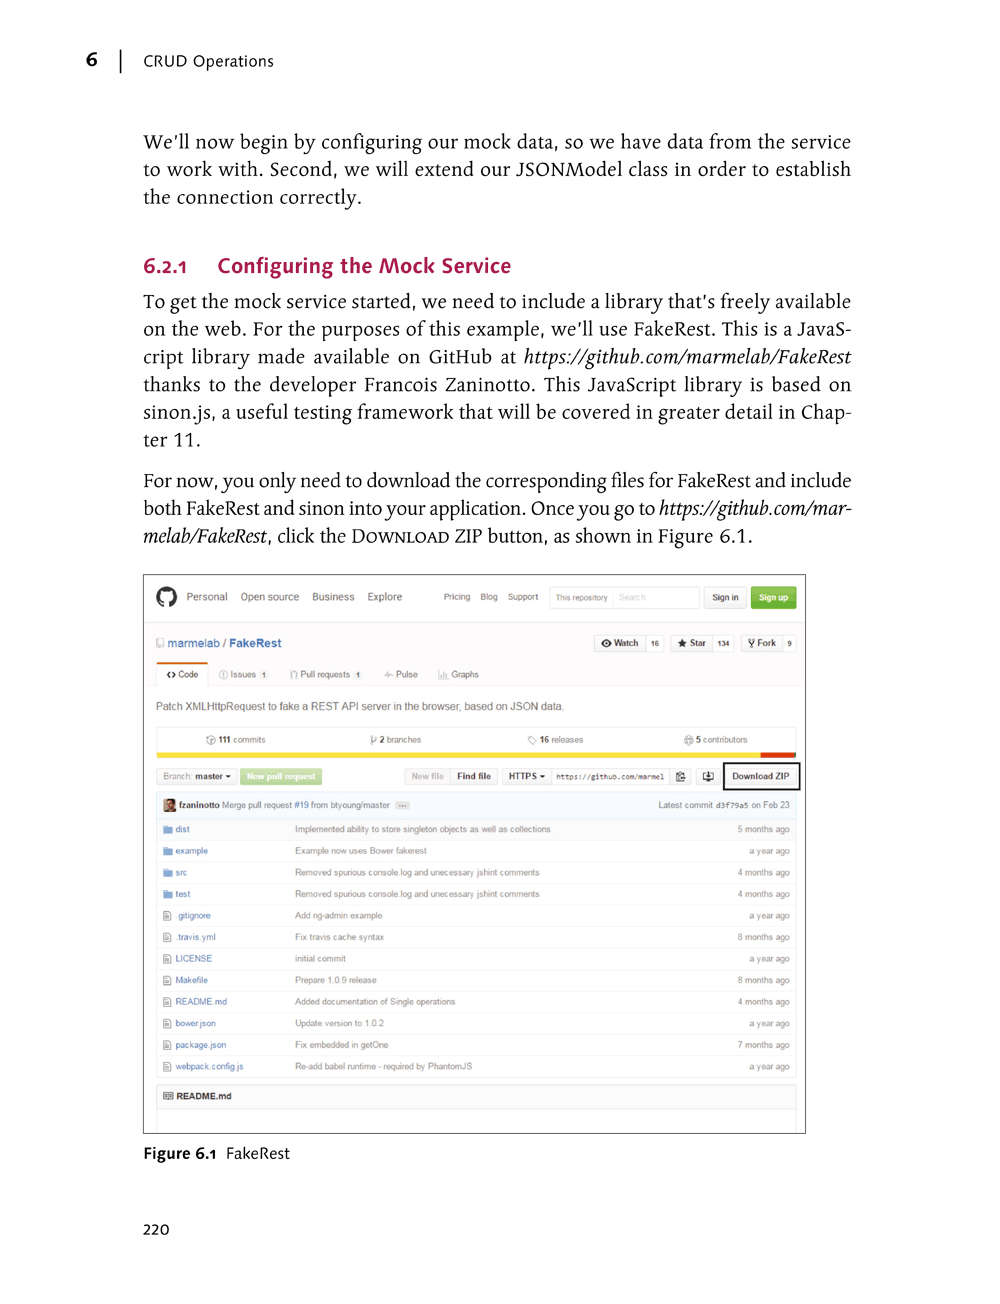 6 | CRUD Operations
We'll now begin by configuring our mock data, so we have data from the service
to work with. Second, we will extend our JSONModel class in order to establish
the connection correctly.
6.2.1 Configuring the Mock Service
To get the mock service started, we need to include a library that's freely available
on the web. For the purposes of this example, we'll use FakeRest. This is a JavaS-
cript library made available on GitHub at https://github.com/marmelab/FakeRest
thanks to the developer Francois Zaninotto. This JavaScript library is based on
sinon.js, a useful testing framework that will be covered in greater detail in Chap-
ter 11.
For now, you only need to download the corresponding files for FakeRest and include
both FakeRest and sinon into your application. Once you go to https://github.com/mar-
melab/FakeRest, click the DOWNLOAD ZIP button, as shown in Figure 6.1.
Personal Open source Business Explore Pricing Blog Support This repository Search Sign in Sign up
marmelab / FakeRest Watch 16 Star 134 Fork 9
Code Issues 1 Pull requests 1 Pulse Graphs
Patch XMLHttpRequest to fake a REST API server in the browser, based on JSON data.
111 commits 2 branches 16 releases 5 contributors
Branch: master New pull request New file Find file HTTPS https://github.com/marmel Download ZIP
fzaninotto Merge pull request #19 from btyoung/master ... Latest commit d3f79a5 on Feb 23
dist Implemented ability to store singleton objects as well as collections 5 months ago
example Example now uses Bower fakerest a year ago
src Removed spurious console.log and unecessary jshint comments 4 months ago
test Removed spurious console.log and unecessary jshint comments 4 months ago
.gitignore Add ng-admin example a year ago
.travis.yml Fix travis cache syntax 8 months ago
LICENSE initial commit a year ago
Makefile Prepare 1.0.9 release 8 months ago
README.md Added documentation of Single operations 4 months ago
bower.json Update version to 1.0.2 a year ago
package.json Fix embedded in getOne 7 months ago
webpack.config.js Re-add babel runtime - required by PhantomJS a year ago
README.md
Figure 6.1 FakeRest
220